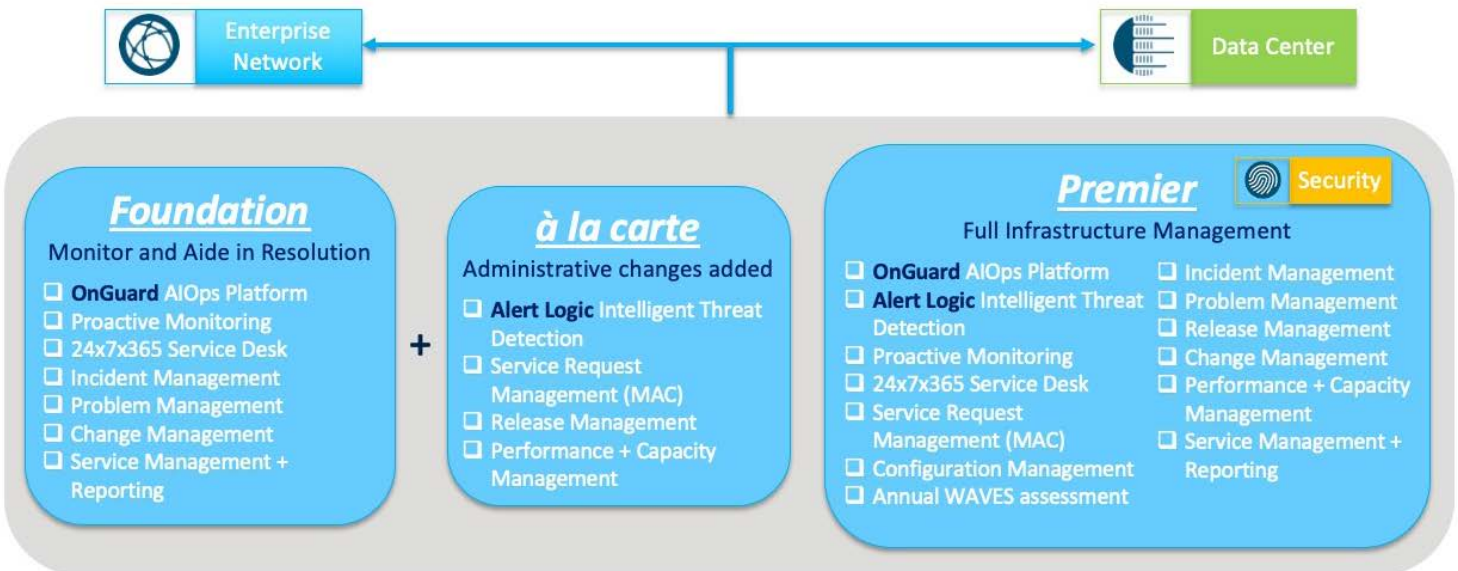 Enterprise
Network
Data Center
Foundation
Monitor and Aide in Resolution
❑ OnGuard AIOps Platform
❑ Proactive Monitoring
❑ 24x7x365 Service Desk
❑ Incident Management
❑ Problem Management
❑ Change Management
❑ Service Management +
Reporting
+
à la carte
Administrative changes added
❑ Alert Logic Intelligent Threat
Detection
❑ Service Request
Management (MAC)
❑ Release Management
❑ Performance + Capacity
Management
Premier
Security
Full Infrastructure Management
❑ OnGuard AIOps Platform
❑ Alert Logic Intelligent Threat
Detection
❑ Proactive Monitoring
❑ 24x7x365 Service Desk
❑ Service Request
Management (MAC)
❑ Configuration Management
❑ Annual WAVES assessment
❑ Incident Management
❑ Problem Management
❑ Release Management
❑ Change Management
❑ Performance + Capacity
Management
❑ Service Management +
Reporting